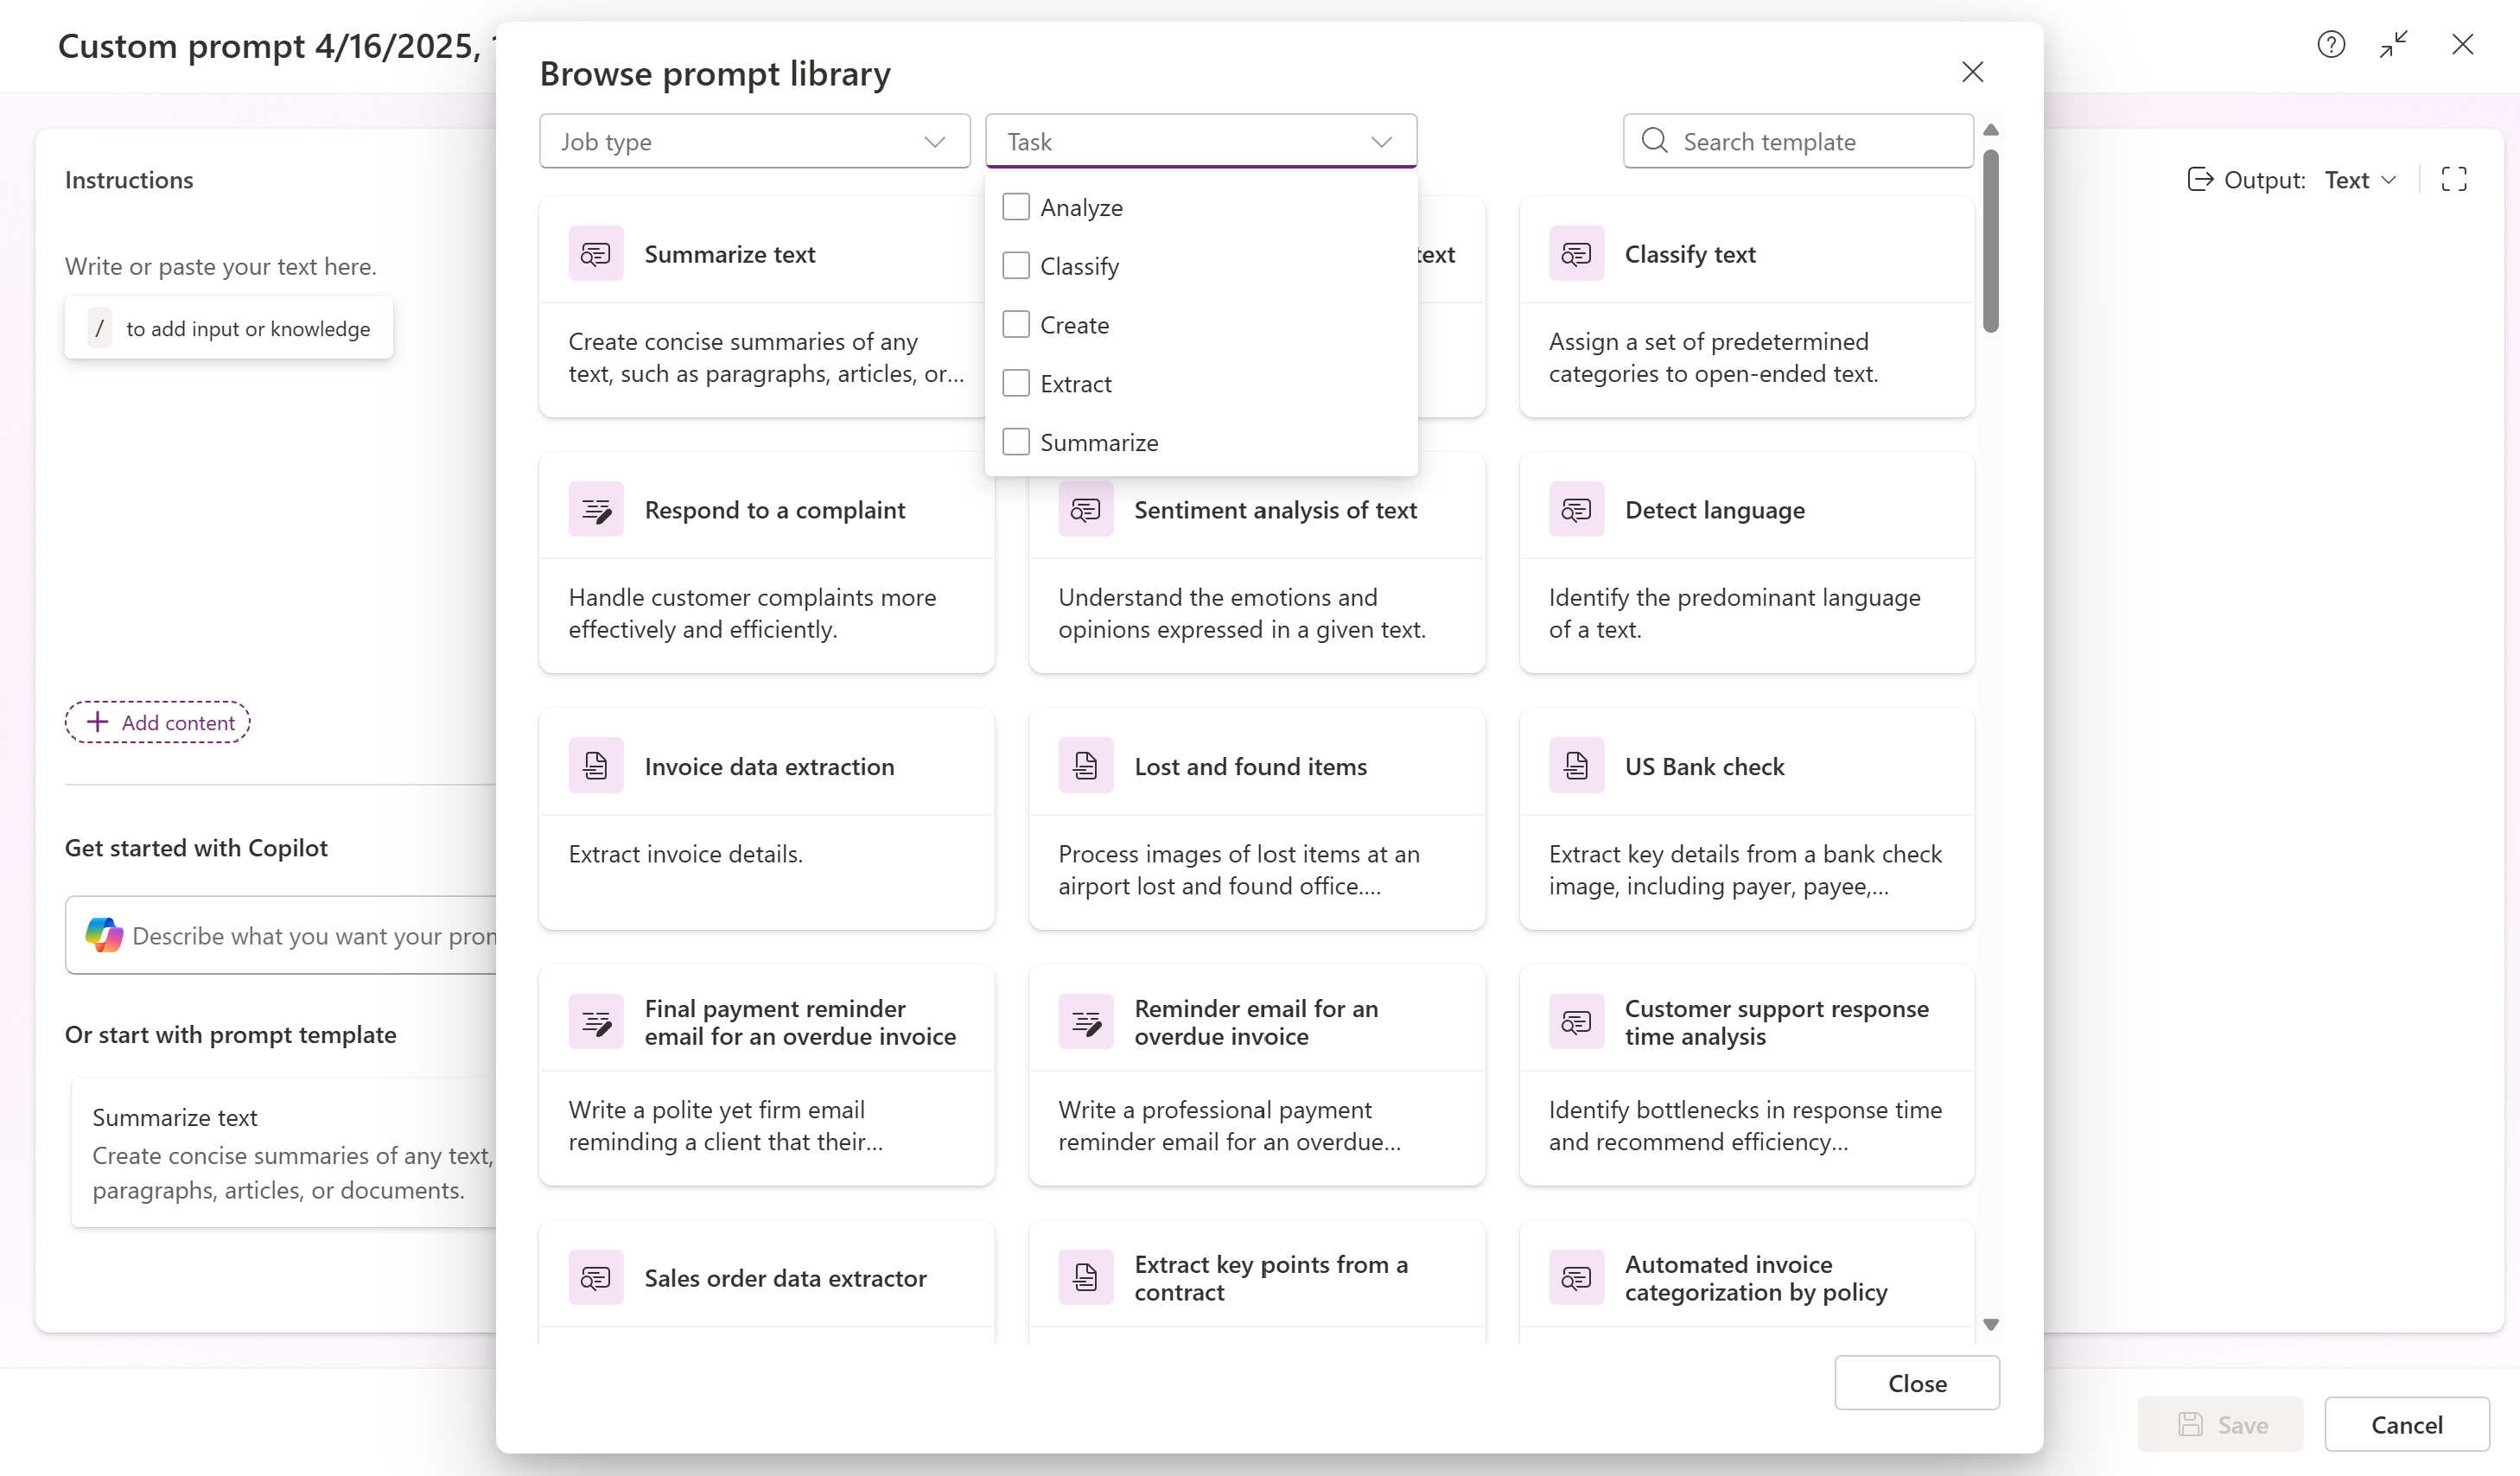 Custom prompt 4/16/2025,
Instructions
Write or paste your text here.
/ to add input or knowledge
Add content
Get started with Copilot
Describe what you want your
Or start with prompt template
Summarize text
Create concise summaries of any text,
paragraphs, articles, or documents.
Browse prompt library
Job type
Task
Search template
Analyze
Classify
Create
Extract
Summarize
Summarize text
Create concise summaries of any
text, such as paragraphs, articles, or...
text
Classify text
Assign a set of predetermined
categories to open-ended text.
Respond to a complaint
Handle customer complaints more
effectively and efficiently.
Sentiment analysis of text
Understand the emotions and
opinions expressed in a given text.
Detect language
Identify the predominant language
of a text.
Invoice data extraction
Extract invoice details.
Lost and found items
Process images of lost items at an
airport lost and found office....
US Bank check
Extract key details from a bank check
image, including payer, payee,...
Final payment reminder
email for an overdue invoice
Write a polite yet firm email
reminding a client that their...
Reminder email for an
overdue invoice
Write a professional payment
reminder email for an overdue...
Customer support response
time analysis
Identify bottlenecks in response time
and recommend efficiency...
Sales order data extractor
Extract key points from a
contract
Automated invoice
categorization by policy
Close
Output: Text
Save
Cancel